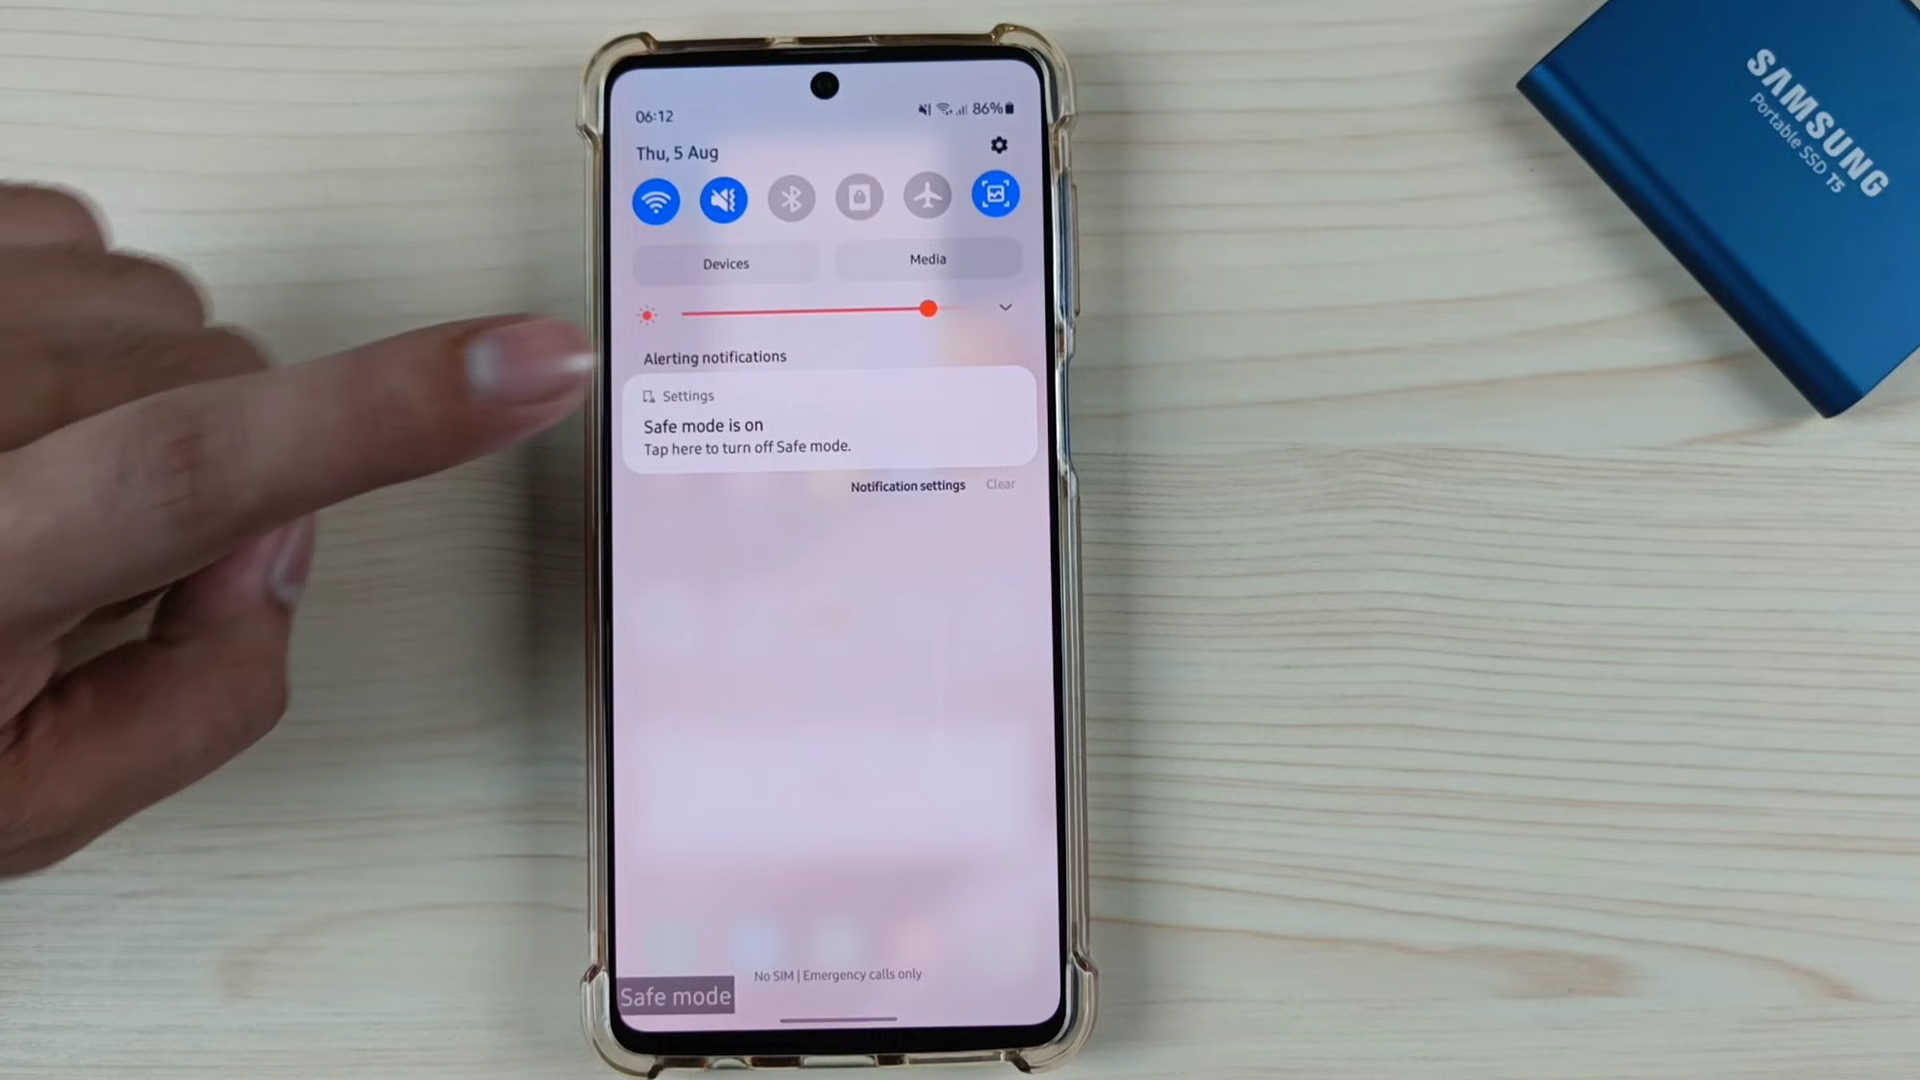 06:12
86%
Thu, 5 Aug
Devices
Media
Alerting notifications
Settings
Safe mode is on
Tap here to turn off Safe mode.
Notification settings
Clear
No SIM | Emergency calls only
Safe mode
SAMSUNG
Portable SSD T5